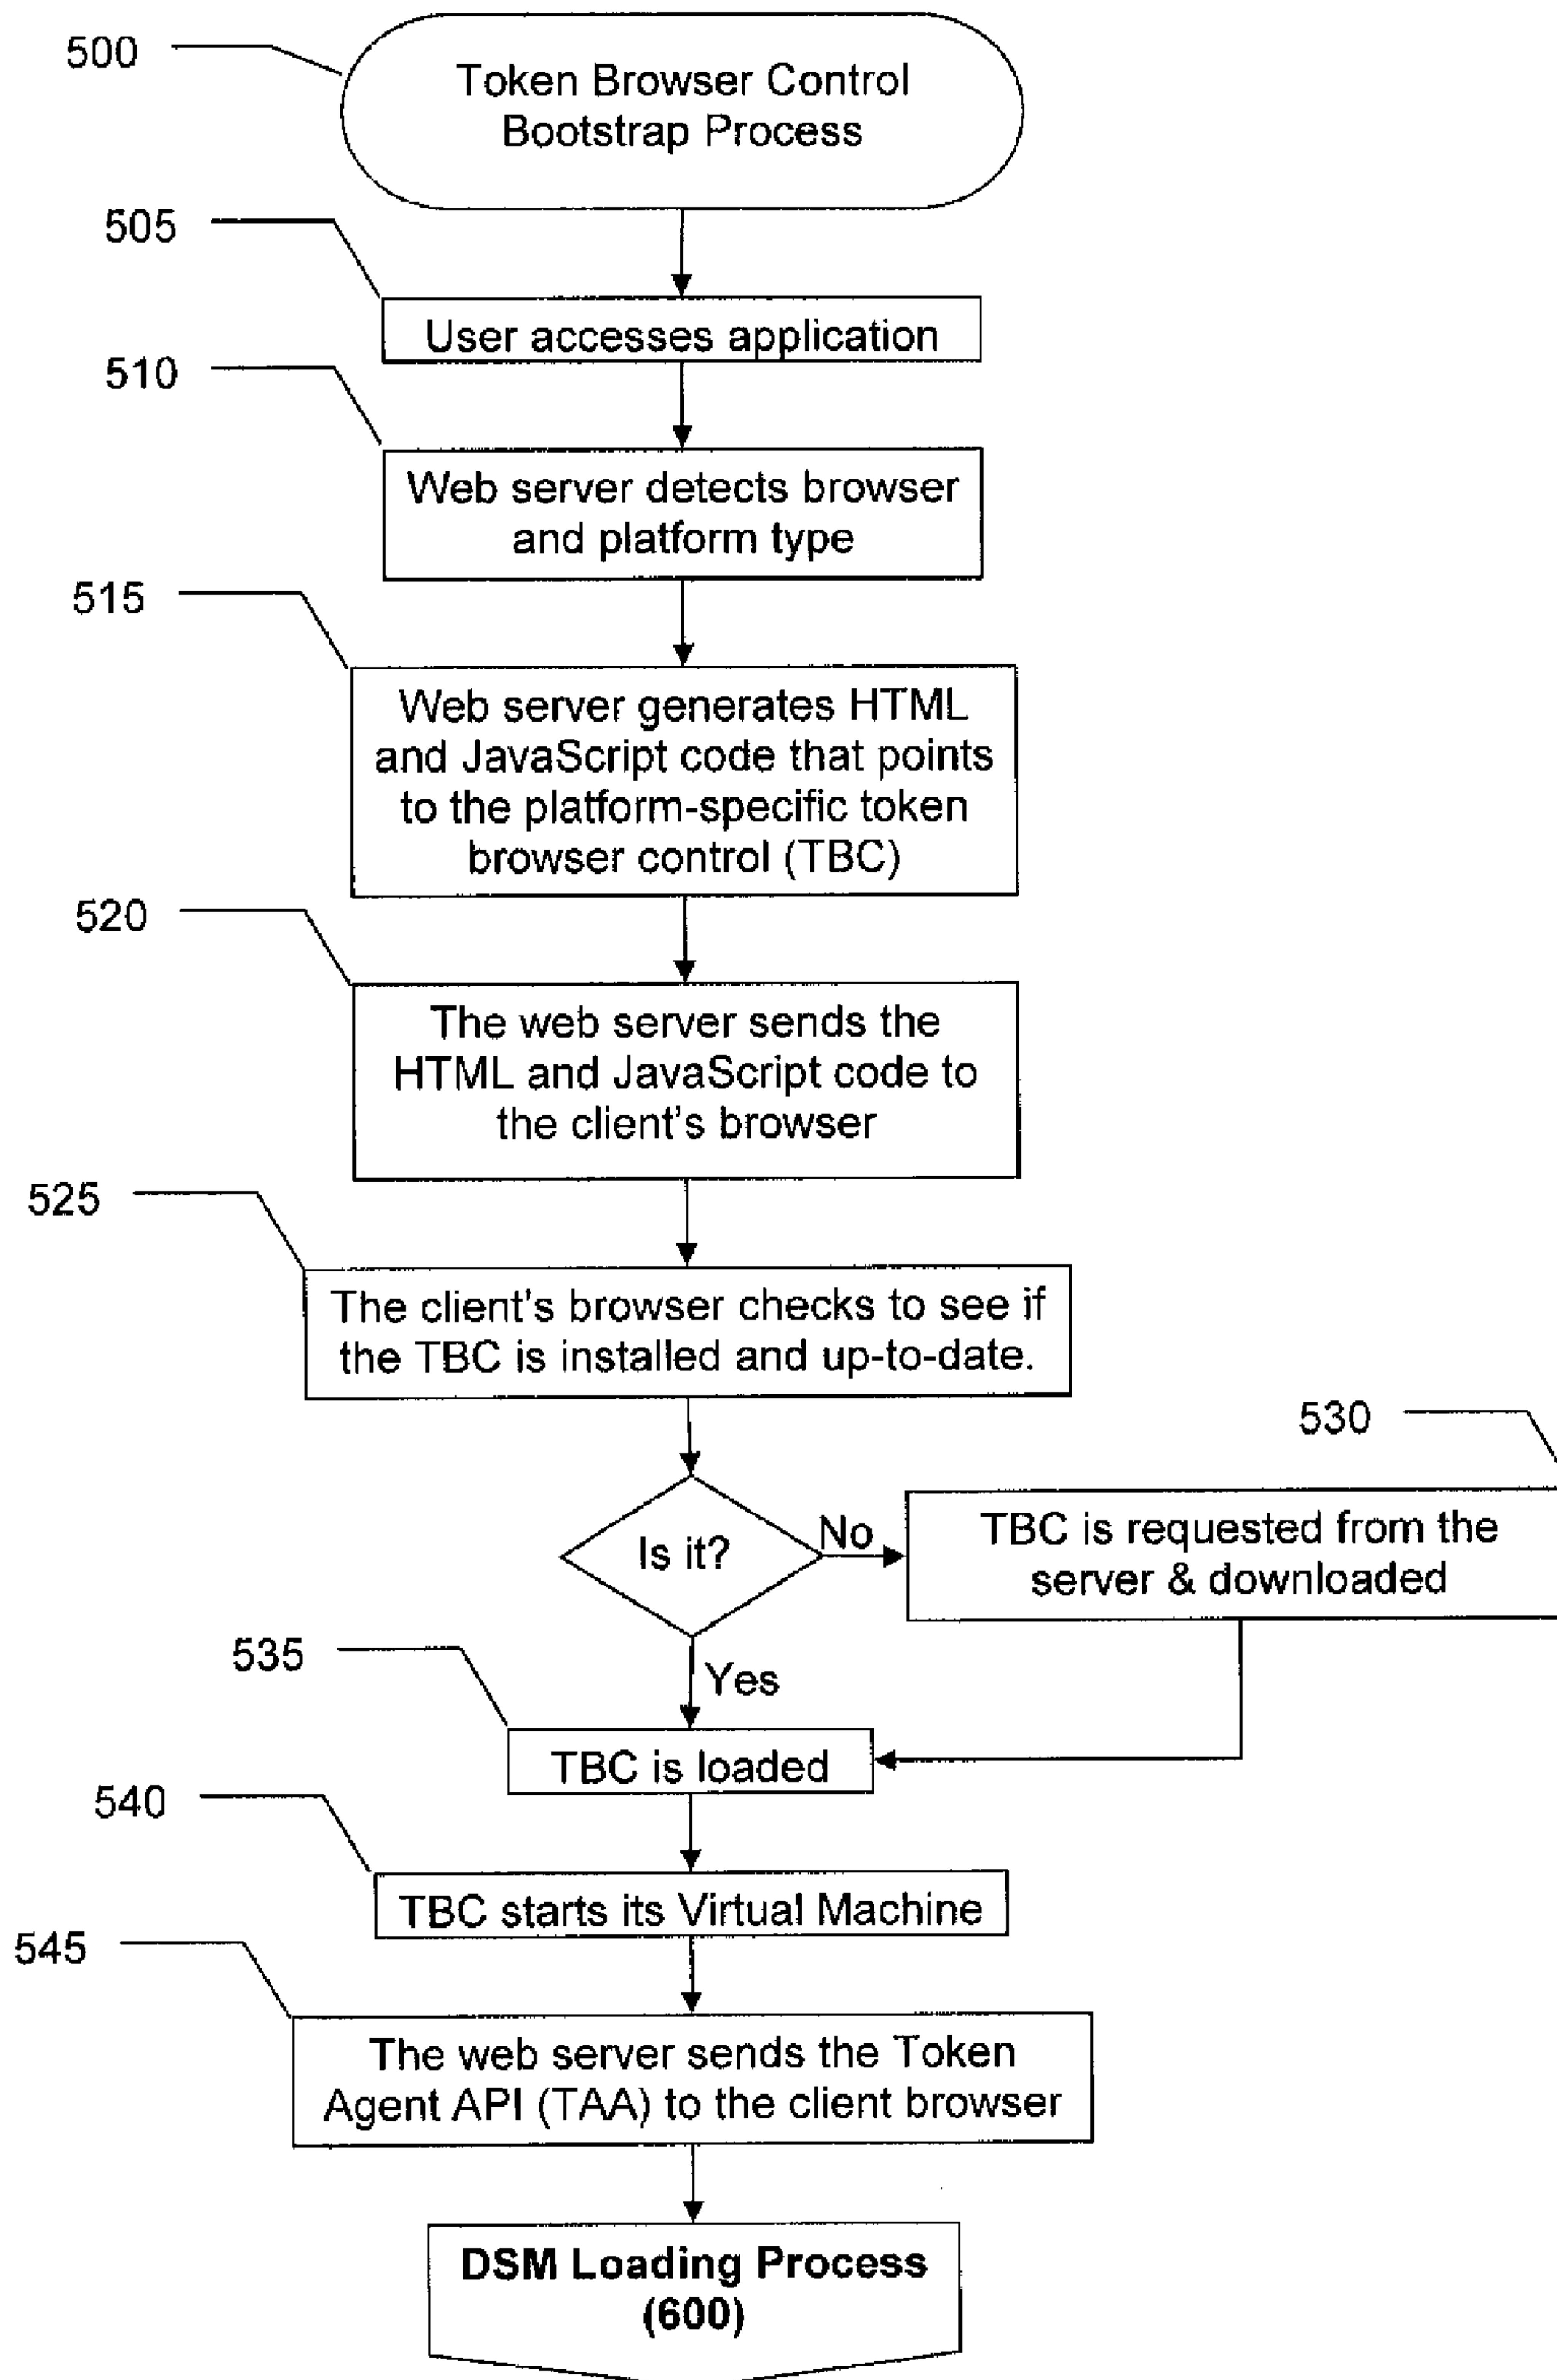 500
Token Browser Control
Bootstrap Process
505
User accesses application
510
Web server detects browser
and platform type
515
Web server generates HTML
and JavaScript code that points
to the platform-specific token
browser control (TBC)
520
The web server sends the
HTML and JavaScript code to
the client's browser
525
The client's browser checks to see if
the TBC is installed and up-to-date.
530
Is it?
No
TBC is requested from the
server & downloaded
535
Yes
TBC is loaded
540
TBC starts its Virtual Machine
545
The web server sends the Token
Agent API (TAA) to the client browser
DSM Loading Process
(600)